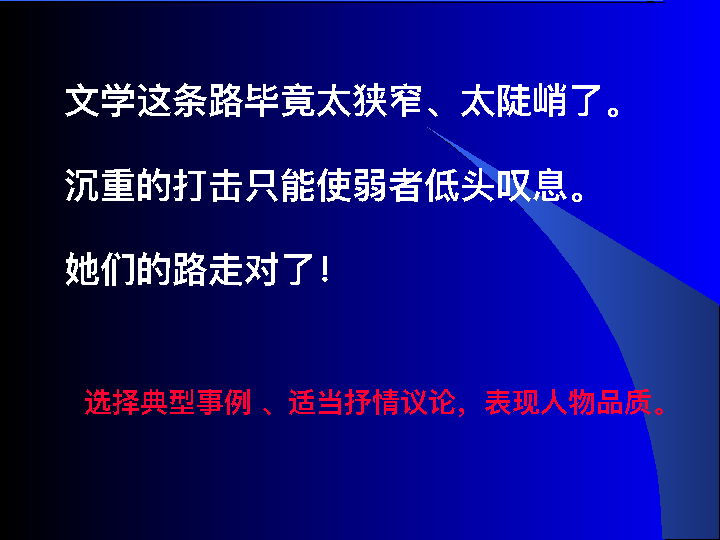 文学这条路毕竟太狭窄、太陡峭了。
沉重的打击只能使弱者低头叹息。
她们的路走对了！
选择典型事例 、适当抒情议论，表现人物品质。